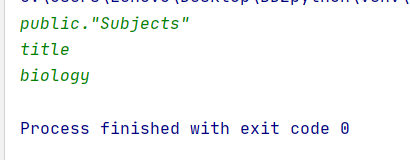 public."Subjects"
title
biology
Process finished with exit code 0